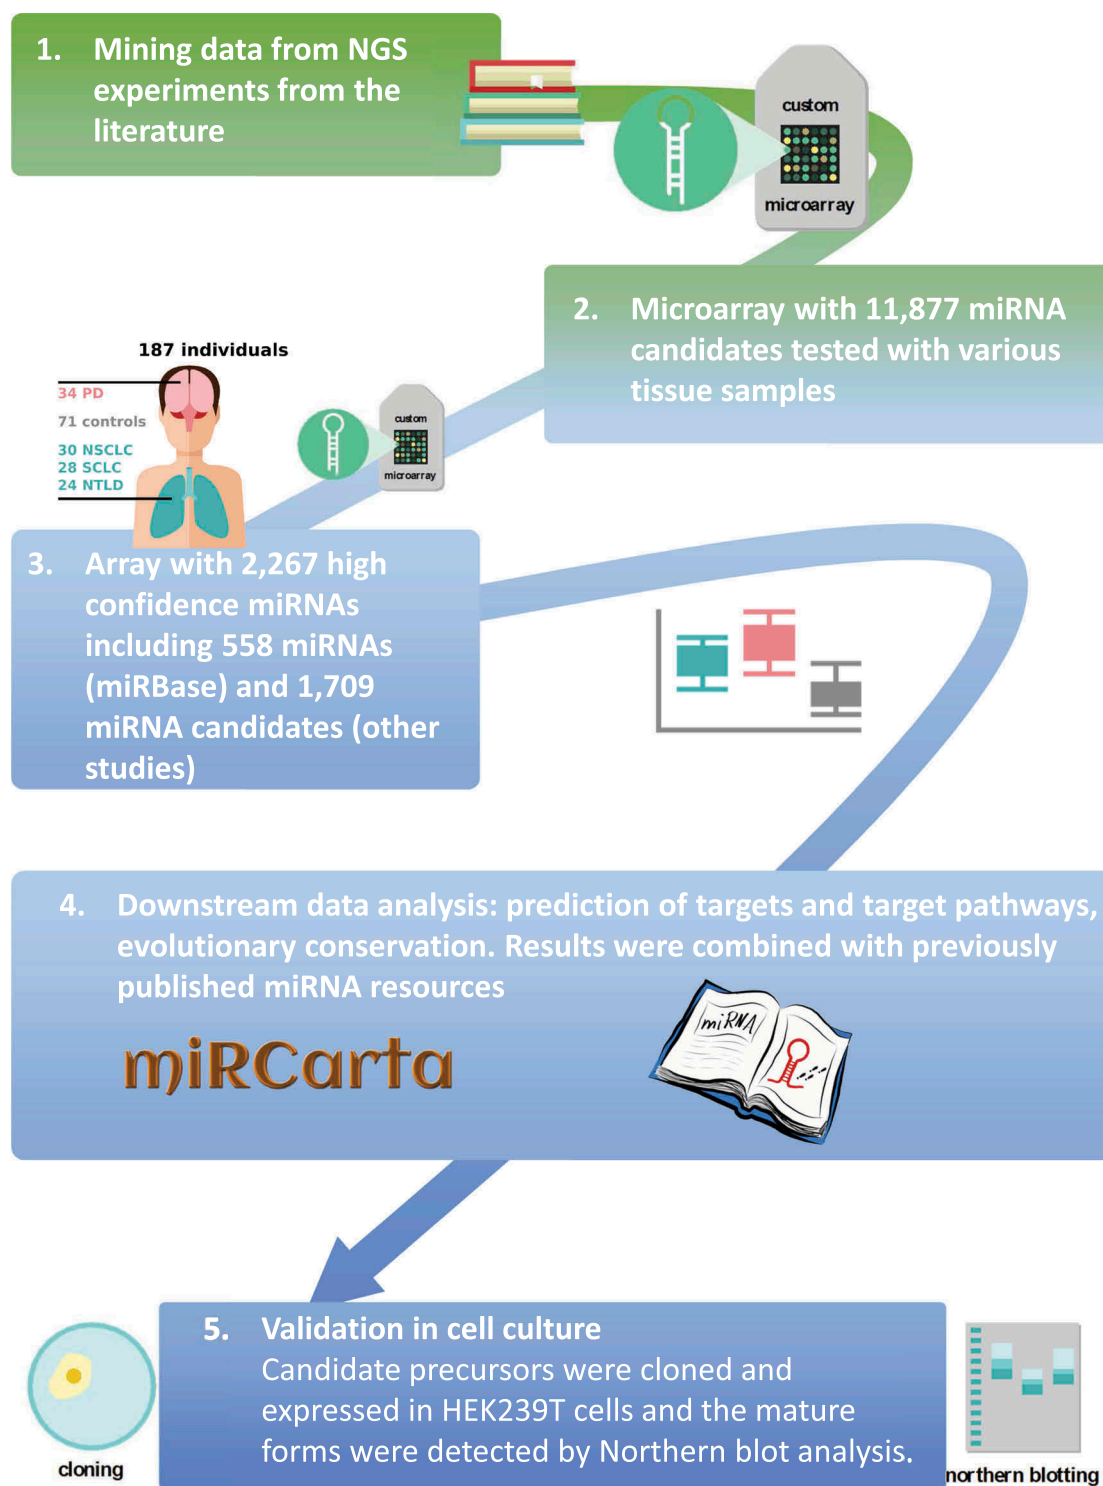 1. Mining data from NGS
experiments from the
literature
custom
microarray
2. Microarray with 11,877 miRNA
candidates tested with various
tissue samples
187 individuals
34 PD
71 controls
30 NSCLC
28 SCLC
24 NTLD
custom
microarray
3. Array with 2,267 high
confidence miRNAs
including 558 miRNAs
(miRBase) and 1,709
miRNA candidates (other
studies)
4. Downstream data analysis: prediction of targets and target pathways,
evolutionary conservation. Results were combined with previously
published miRNA resources
miRCarta
miRNA
5. Validation in cell culture
Candidate precursors were cloned and
expressed in HEK239T cells and the mature
forms were detected by Northern blot analysis.
cloning
northern blotting